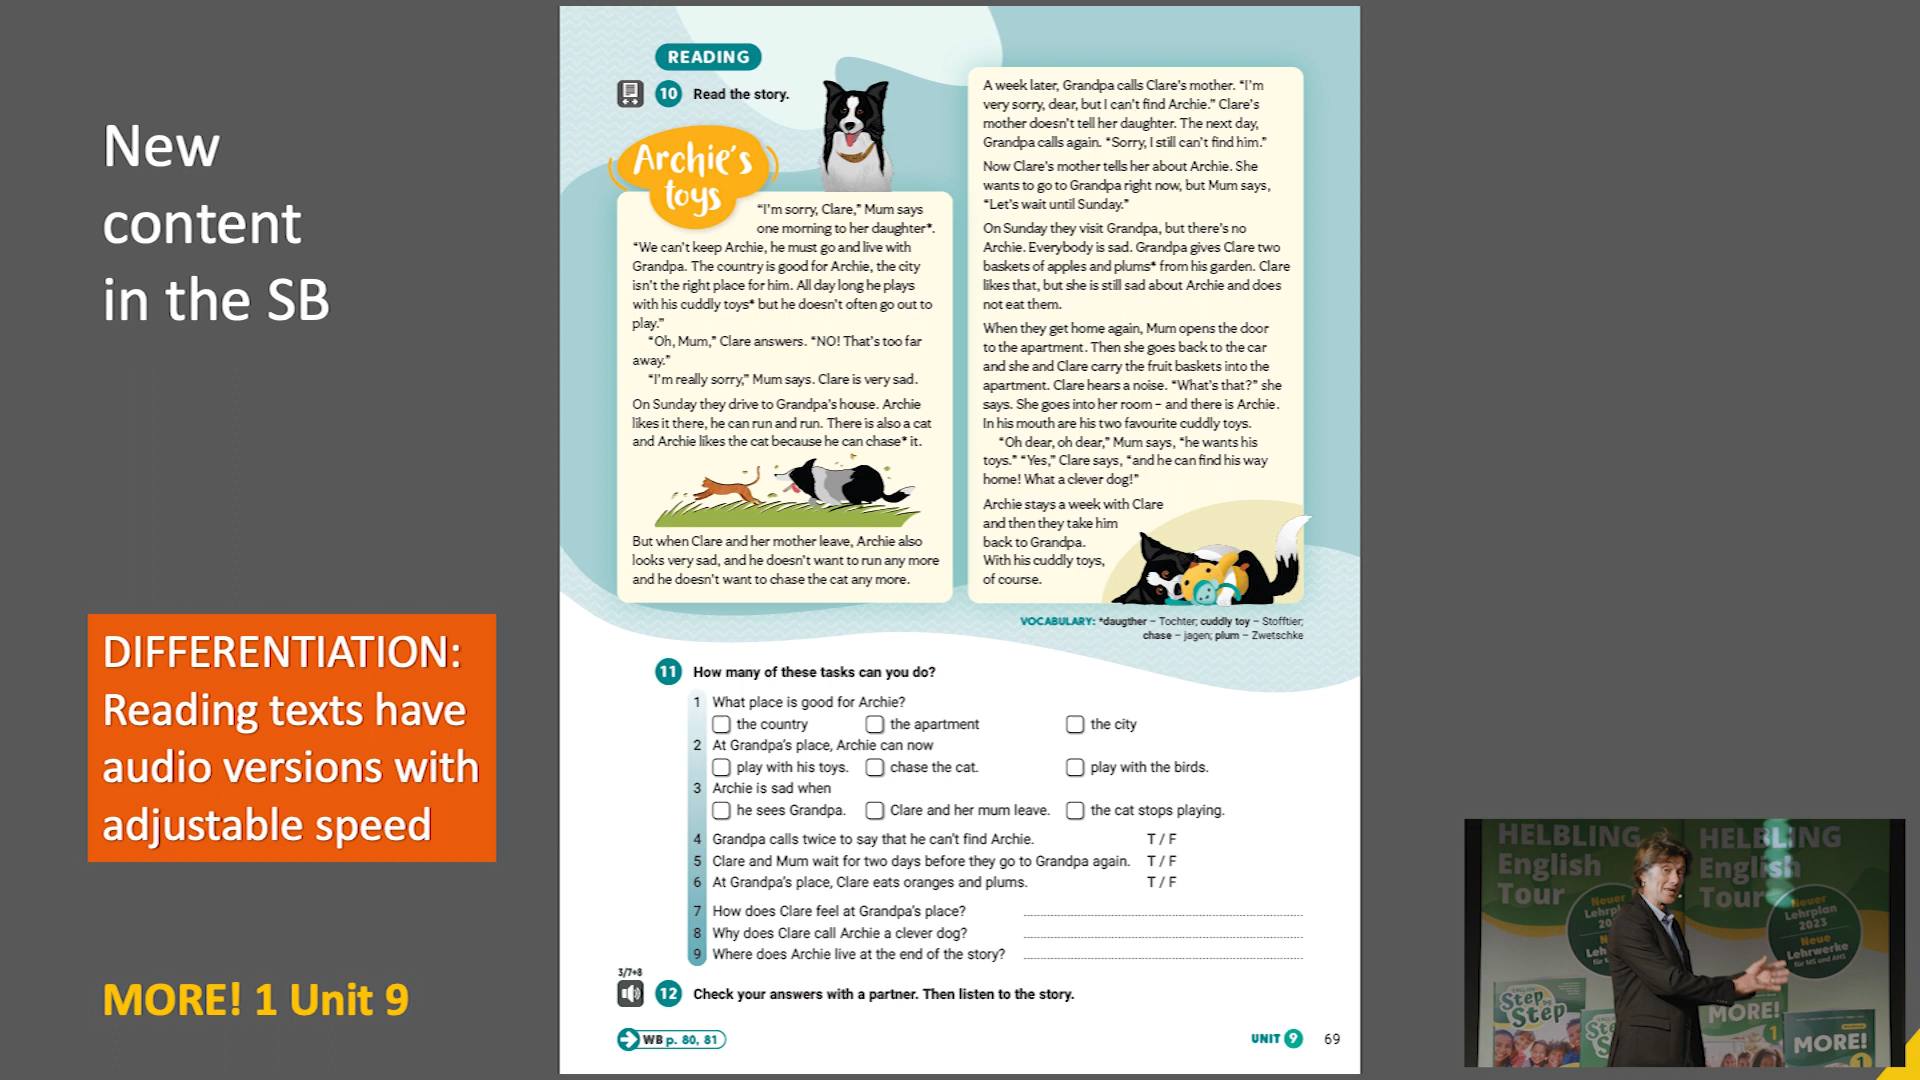 New
content
in the SB
DIFFERENTIATION:
Reading texts have
audio versions with
adjustable speed
MORE! 1 Unit 9
READING
10 Read the story.
Archie's
toys
"I'm sorry, Clare," Mum says
one morning to her daughter*.
"We can't keep Archie, he must go and live with
Grandpa. The country is good for Archie, the city
isn't the right place for him. All day long he plays
with his cuddly toys* but he doesn't often go out to
play."
"Oh, Mum," Clare answers. "NO! That's too far
away."
"I'm really sorry," Mum says. Clare is very sad.
On Sunday they drive to Grandpa's house. Archie
likes it there, he can run and run. There is also a cat
and Archie likes the cat because he can chase* it.
But when Clare and her mother leave, Archie also
looks very sad, and he doesn't want to run any more
and he doesn't want to chase the cat any more.
A week later, Grandpa calls Clare's mother. "I'm
very sorry, dear, but I can't find Archie." Clare's
mother doesn't tell her daughter. The next day,
Grandpa calls again. "Sorry, I still can't find him."
Now Clare's mother tells her about Archie. She
wants to go to Grandpa right now, but Mum says,
"Let's wait until Sunday."
On Sunday they visit Grandpa, but there's no
Archie. Everybody is sad. Grandpa gives Clare two
baskets of apples and plums* from his garden. Clare
likes that, but she is still sad about Archie and does
not eat them.
When they get home again, Mum opens the door
to the apartment. Then she goes back to the car
and she and Clare carry the fruit baskets into the
apartment. Clare hears a noise. "What's that?" she
says. She goes into her room – and there is Archie.
In his mouth are his two favourite cuddly toys.
"Oh dear, oh dear," Mum says, "he wants his
toys." "Yes," Clare says, "and he can find his way
home! What a clever dog!"
Archie stays a week with Clare
and then they take him
back to Grandpa.
With his cuddly toys,
of course.
VOCABULARY: *daugther – Tochter; cuddly toy – Stofftier;
chase – jagen; plum – Zwetschke
11 How many of these tasks can you do?
1 What place is good for Archie?
the country the apartment the city
2 At Grandpa's place, Archie can now
play with his toys. chase the cat. play with the birds.
3 Archie is sad when
he sees Grandpa. Clare and her mum leave. the cat stops playing.
4 Grandpa calls twice to say that he can't find Archie. T / F
5 Clare and Mum wait for two days before they go to Grandpa again. T / F
6 At Grandpa's place, Clare eats oranges and plums. T / F
7 How does Clare feel at Grandpa's place?
8 Why does Clare call Archie a clever dog?
9 Where does Archie live at the end of the story?
3/7+8
12 Check your answers with a partner. Then listen to the story.
WB p. 80, 81
UNIT 9 69
HELBLING
English
Tour
Neuer
HELBLING
English
Tour
Neuer
Lehrplan
2023
Neue
Lehrwerke
für MS und AHS
Step
by
Step
MORE!
1
MORE!
1